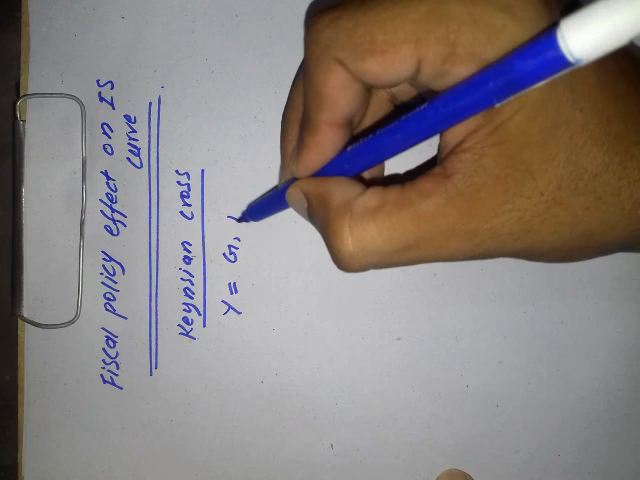 Fiscal policy effect on IS
curve
Keynsian cross
Y = G,